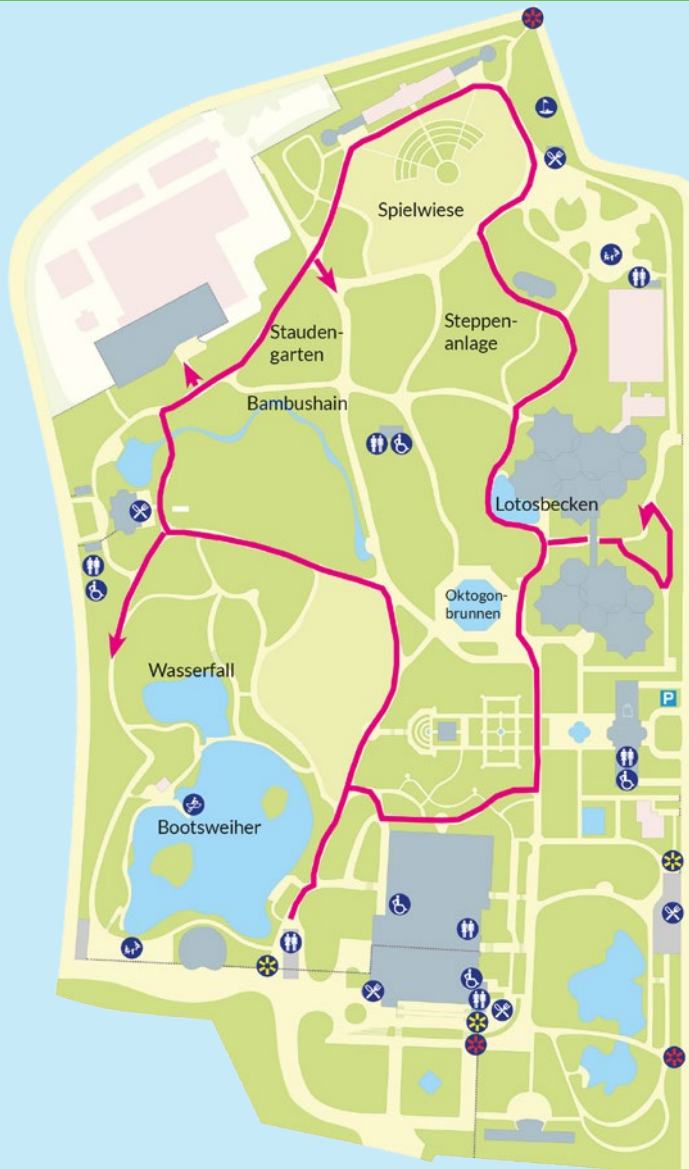 Spielwiese
Stauden-
garten
Steppen-
anlage
Bambushain
Lotosbecken
Oktogon-
brunnen
Wasserfall
P
Bootsweiher